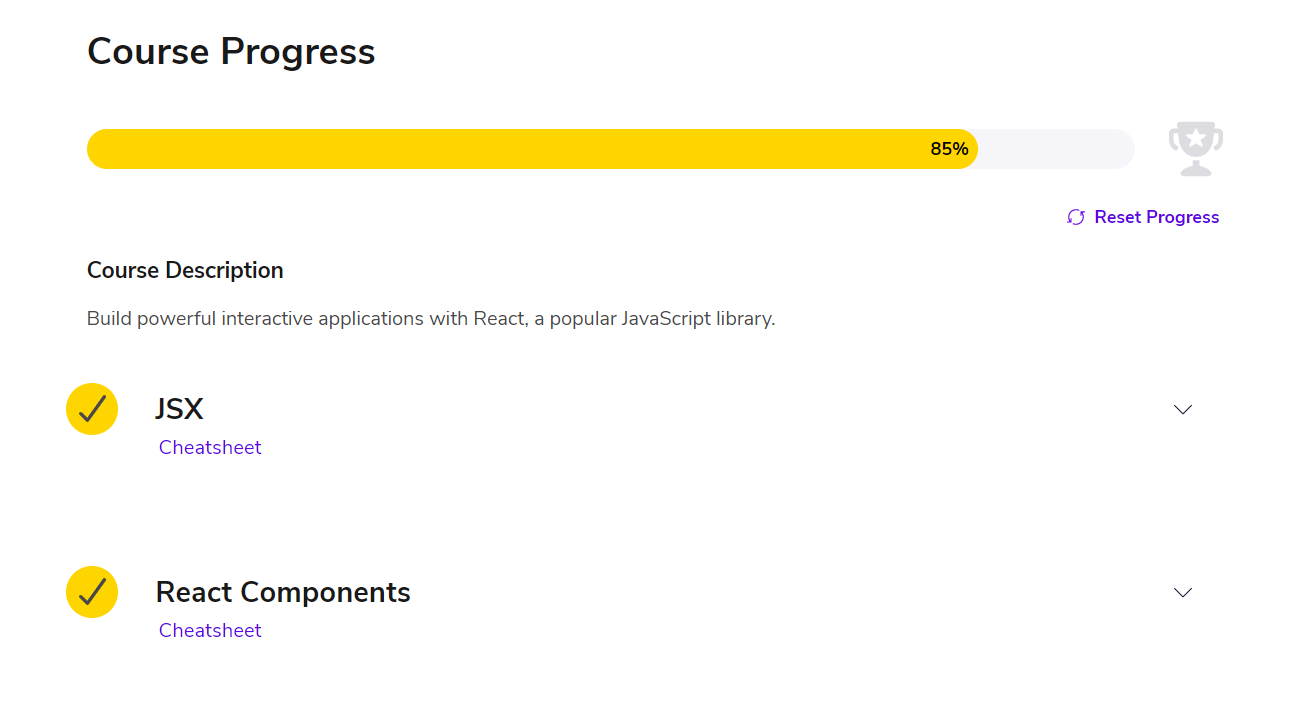 Course Progress
85%
Reset Progress
Course Description
Build powerful interactive applications with React, a popular JavaScript library.
JSX
Cheatsheet
React Components
Cheatsheet